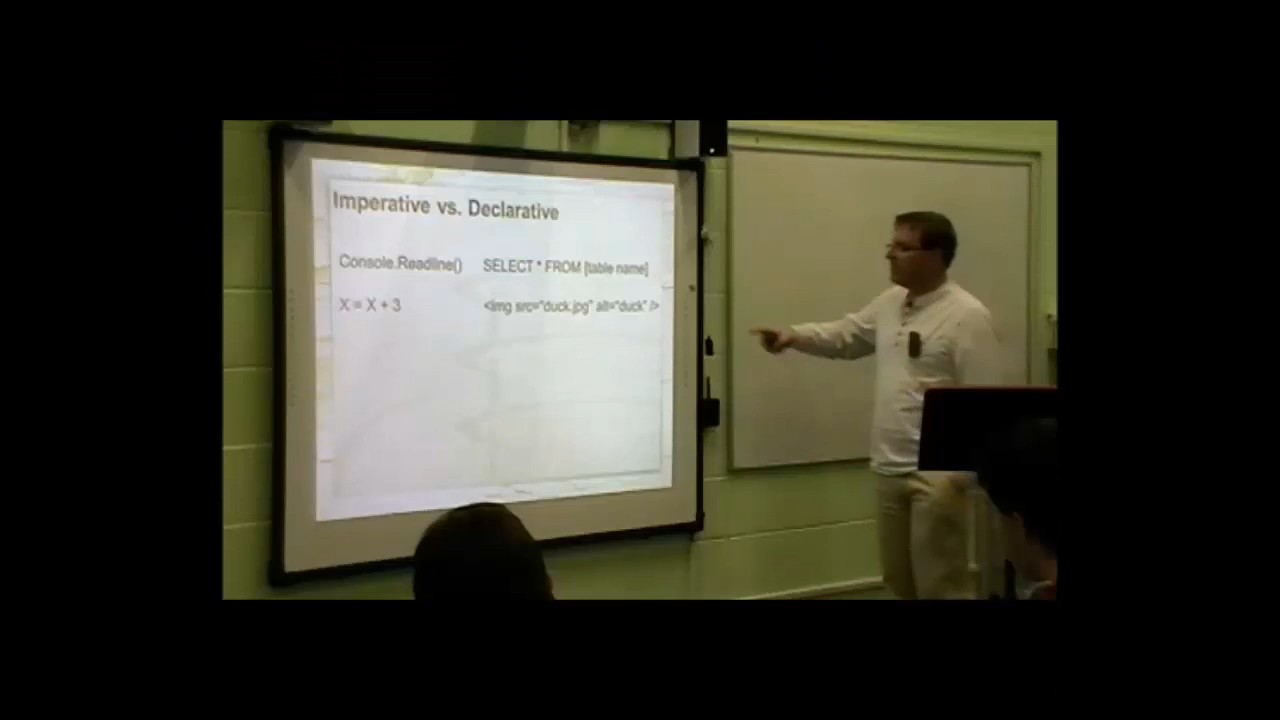 Imperative vs. Declarative
Console.Readline() SELECT * FROM [table name]
X = X + 3 <img src="duck.jpg" alt="duck" />